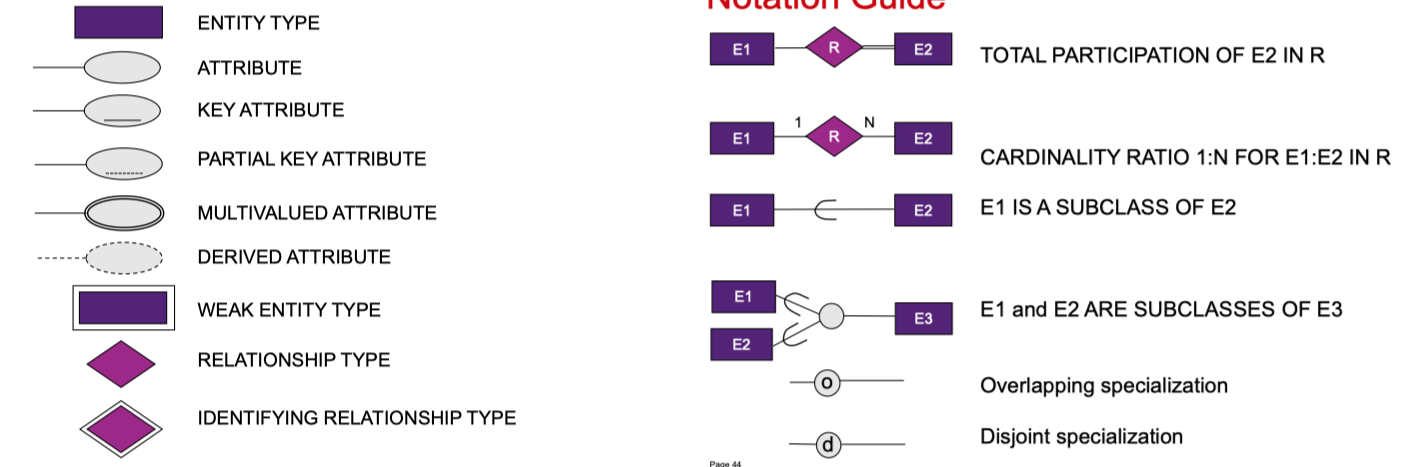 ENTITY TYPE
ATTRIBUTE
KEY ATTRIBUTE
PARTIAL KEY ATTRIBUTE
MULTIVALUED ATTRIBUTE
DERIVED ATTRIBUTE
WEAK ENTITY TYPE
RELATIONSHIP TYPE
IDENTIFYING RELATIONSHIP TYPE
Notation Guide
E1 R E2 TOTAL PARTICIPATION OF E2 IN R
1 N
E1 R E2
CARDINALITY RATIO 1:N FOR E1:E2 IN R
E1 E2 E1 IS A SUBCLASS OF E2
E1
E3 E1 and E2 ARE SUBCLASSES OF E3
E2
o Overlapping specialization
d Disjoint specialization
Page 44